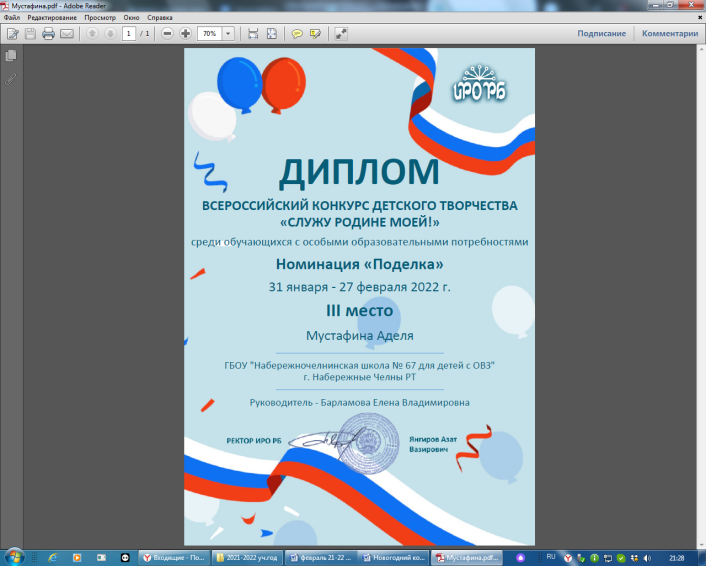 Мустафина.pdf - Adobe Reader
Файл Редактирование Просмотр Окно Справка
1 / 1 70% Подписание Комментарии
ИРО РБ
ДИПЛОМ
ВСЕРОССИЙСКИЙ КОНКУРС ДЕТСКОГО ТВОРЧЕСТВА
«СЛУЖУ РОДИНЕ МОЕЙ!»
среди обучающихся с особыми образовательными потребностями
Номинация «Поделка»
31 января - 27 февраля 2022 г.
III место
Мустафина Аделя
ГБОУ "Набережночелнинская школа № 67 для детей с ОВЗ"
г. Набережные Челны РТ
Руководитель - Барламова Елена Владимировна
РЕКТОР ИРО РБ
Янгиров Азат
Вазирович
Входящие - По... 2021-2022 уч.год февраль 21-22 ... Новогодний ко... Мустафина.pdf... RU 21:28